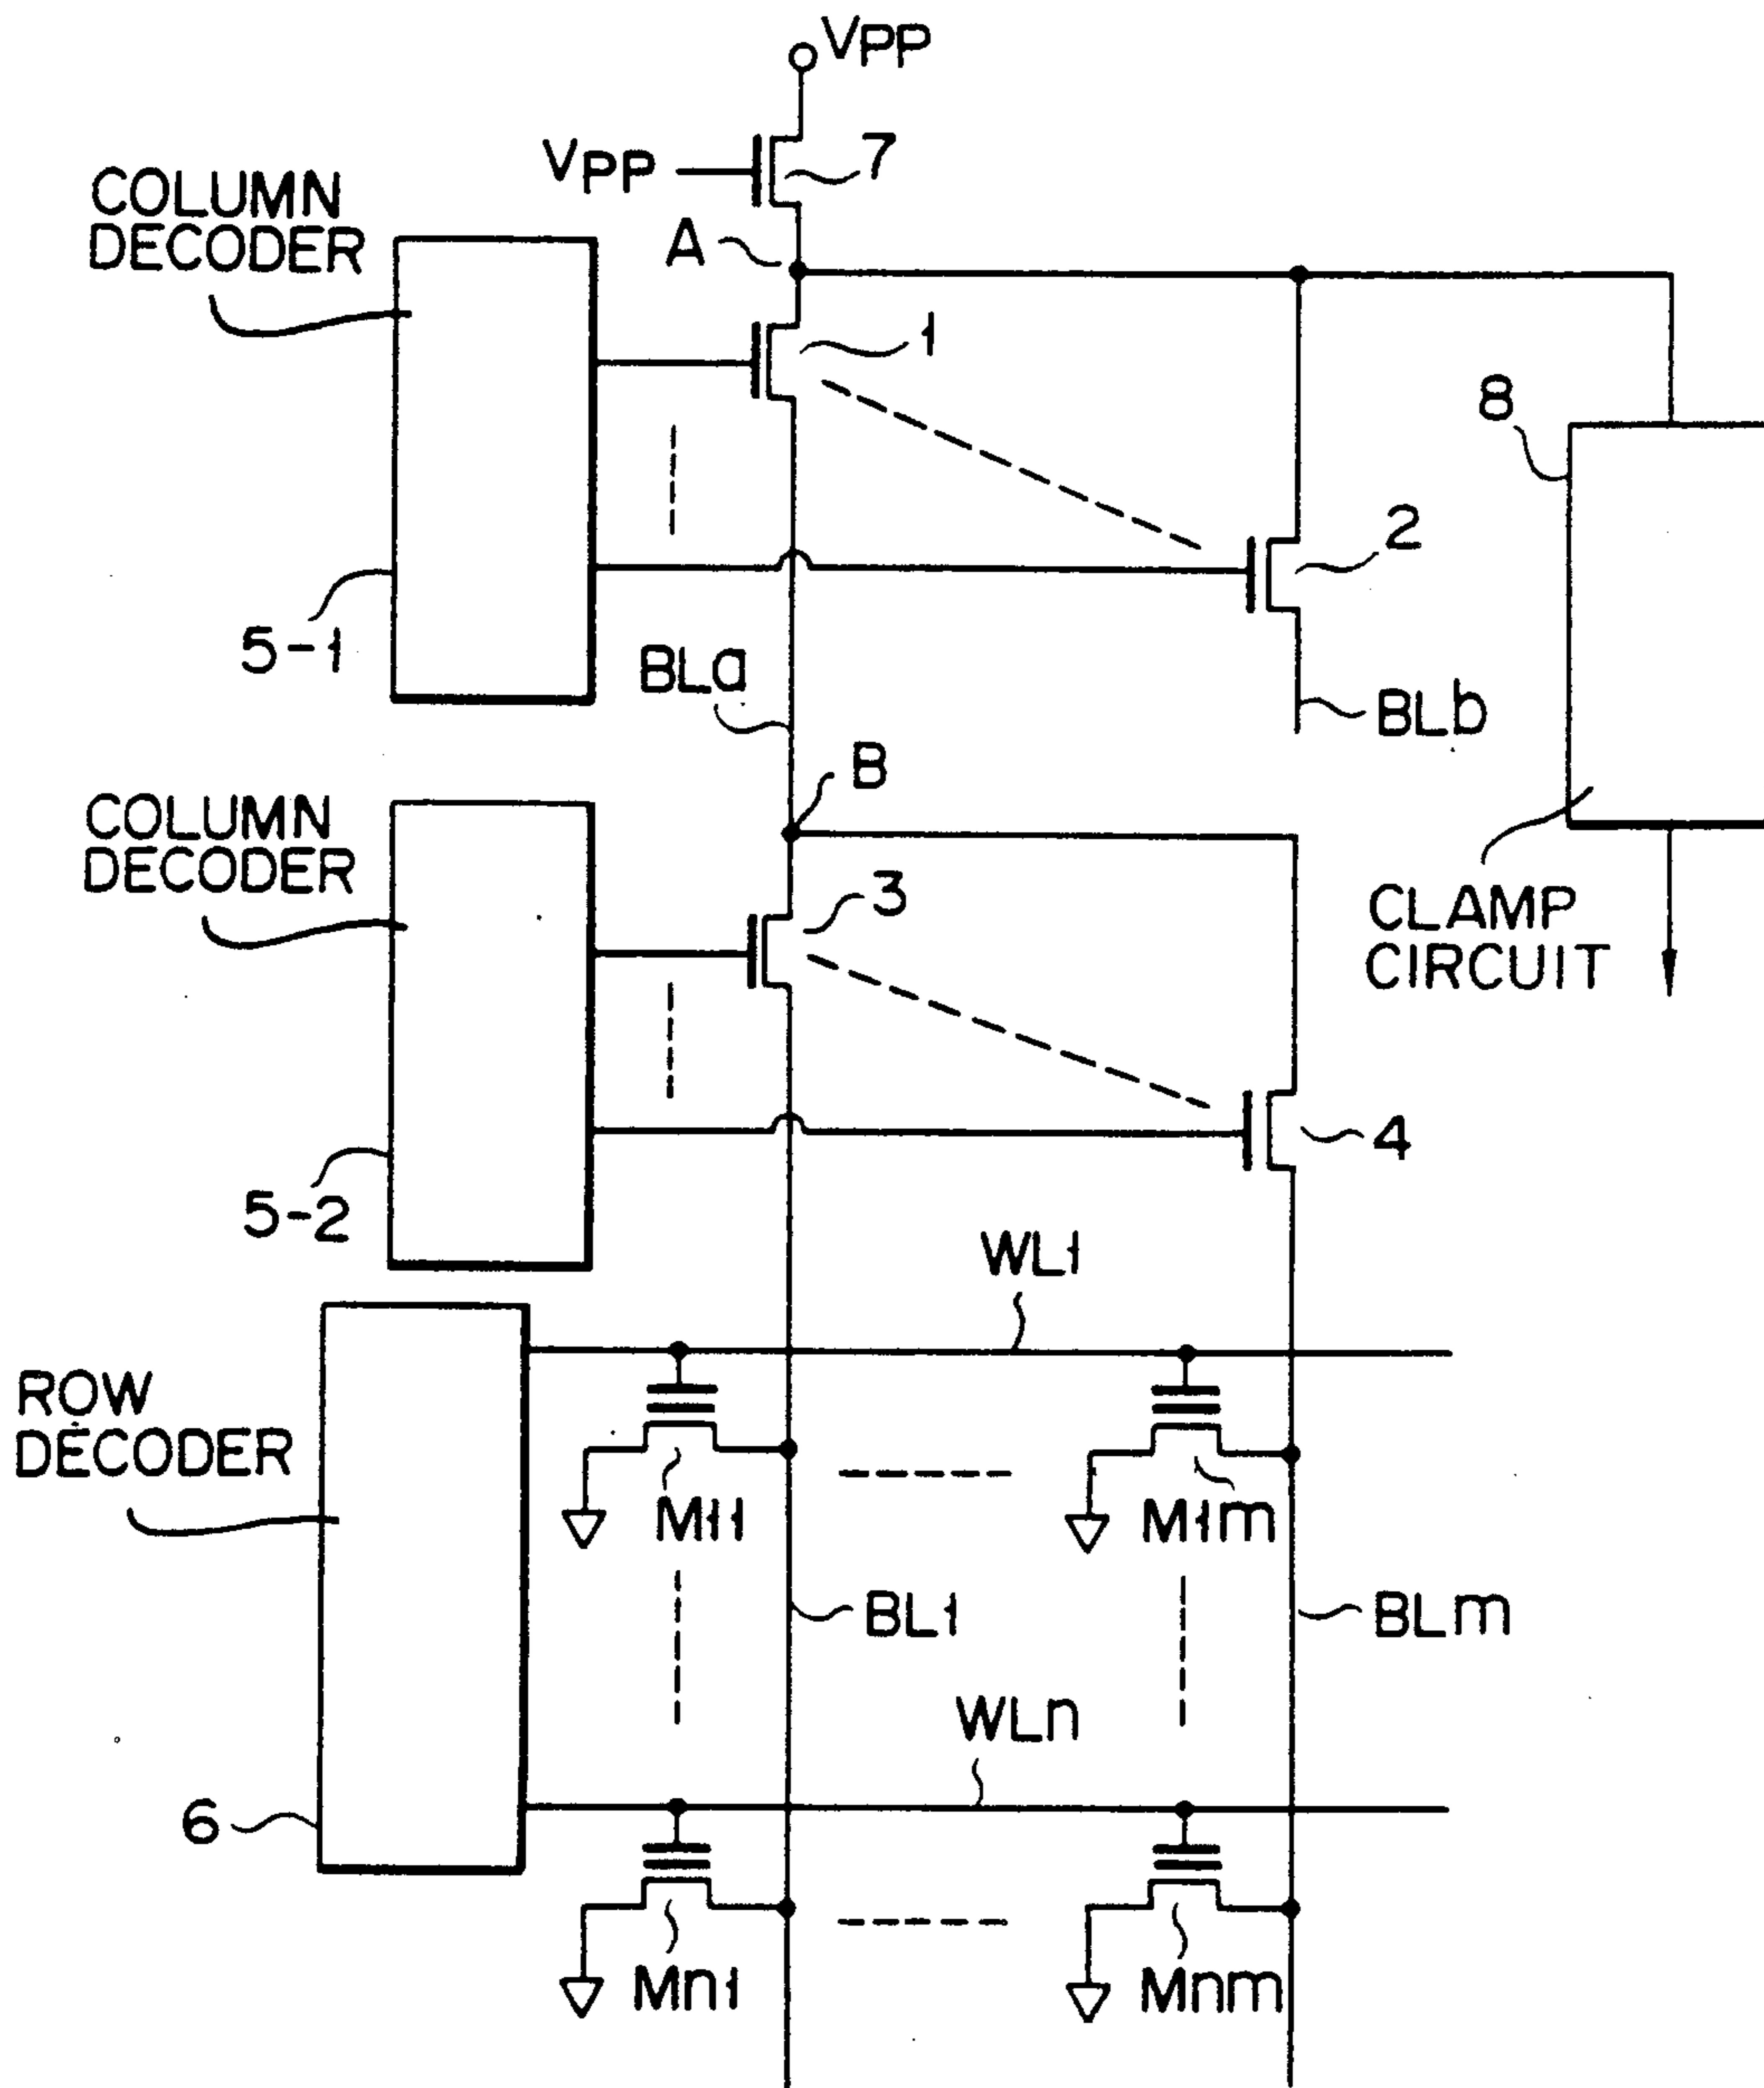 VPP
VPP
7
COLUMN
DECODER
A
1
8
2
5-1
BLa
BLb
B
COLUMN
DECODER
3
CLAMP
CIRCUIT
4
5-2
WL1
ROW
DECODER
M11
M1m
BL1
BLm
WLn
6
Mn1
Mnm